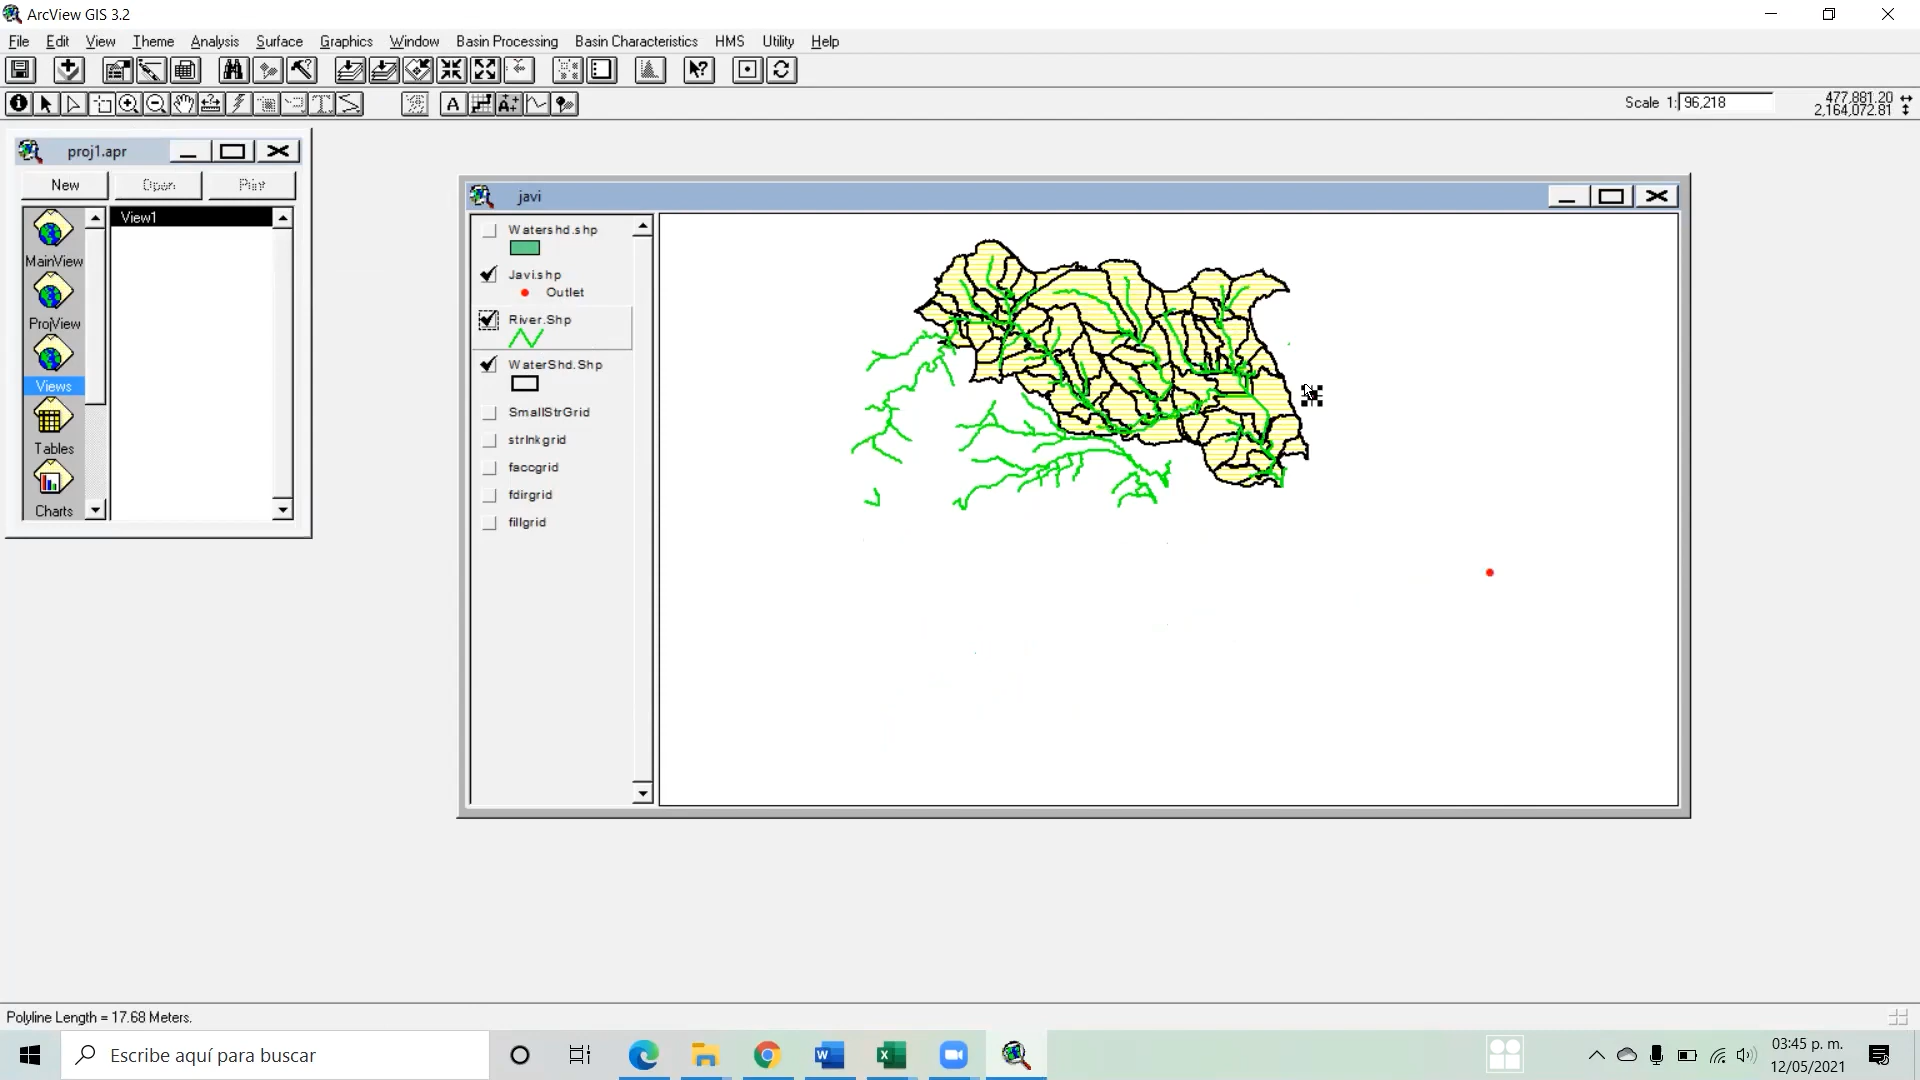 ArcView GIS 3.2
File Edit View Theme Analysis Surface Graphics Window Basin Processing Basin Characteristics HMS Utility Help
Scale 1: 96,218
477,881.20
2,164,072.81
proj1.apr
New Open Print
View1
MainView
ProjView
Views
Tables
Charts
javi
Watershd.shp
Javi.shp
Outlet
River.Shp
WaterShd.Shp
SmallStrGrid
strlnkgrid
faccgrid
fdirgrid
fillgrid
Polyline Length = 17.68 Meters.
Escribe aquí para buscar
03:45 p. m.
12/05/2021